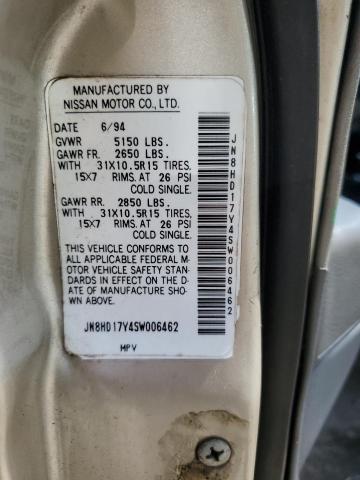 MANUFACTURED BY
NISSAN MOTOR CO., LTD.
DATE 6/94
GVWR 5150 LBS.
GAWR FR. 2650 LBS.
WITH 31X10.5R15 TIRES,
15X7 RIMS. AT 26 PSI
COLD SINGLE.
GAWR RR. 2850 LBS.
WITH 31X10.5R15 TIRES,
15X7 RIMS. AT 26 PSI
COLD SINGLE.
THIS VEHICLE CONFORMS TO
ALL APPLICABLE FEDERAL M-
OTOR VEHICLE SAFETY STAN-
DARDS IN EFFECT ON THE D-
ATE OF MANUFACTURE SHOWN
ABOVE.
JN8HD17Y4SW006462
MPV
JN8HD17Y4SW006462